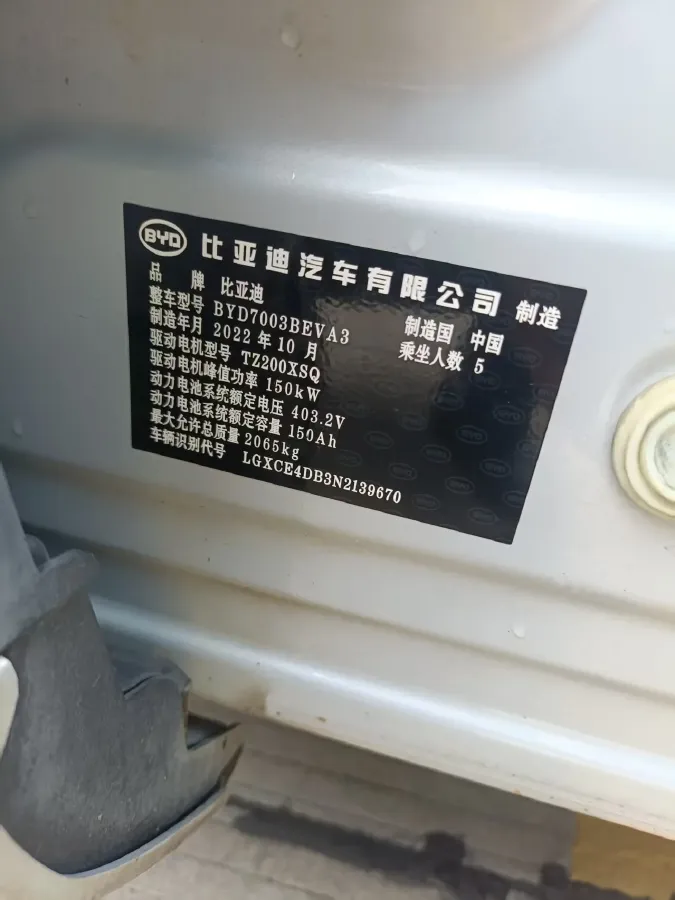 BYD 比亚迪汽车有限公司 制造
品 牌 比亚迪
整车型号 BYD7003BEVA3 制造国 中国
制造年月 2022 年 10 月 乘坐人数 5
驱动电机型号 TZ200XSQ
驱动电机峰值功率 150kW
动力电池系统额定电压 403.2V
动力电池系统额定容量 150Ah
最大允许总质量 2065kg
车辆识别代号 LGXCE4DB3N2139670